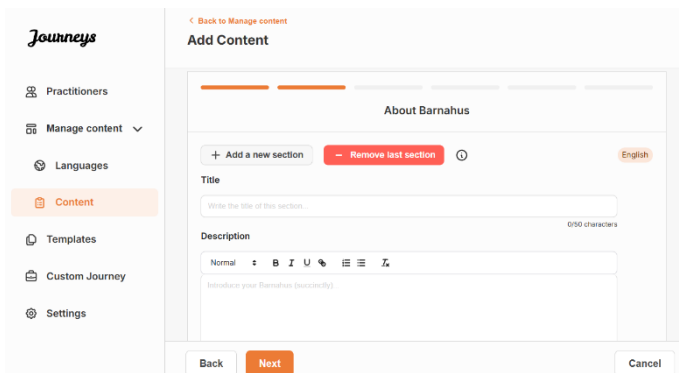 Journeys
Practitioners
Manage content
Languages
Content
Templates
Custom Journey
Settings
< Back to Manage content
Add Content
About Barnahus
+ Add a new section
− Remove last section
English
Title
Write the title of this section..
0/50 characters
Description
Normal B I U
Introduce your Barnahus (succinctly).
Back
Next
Cancel